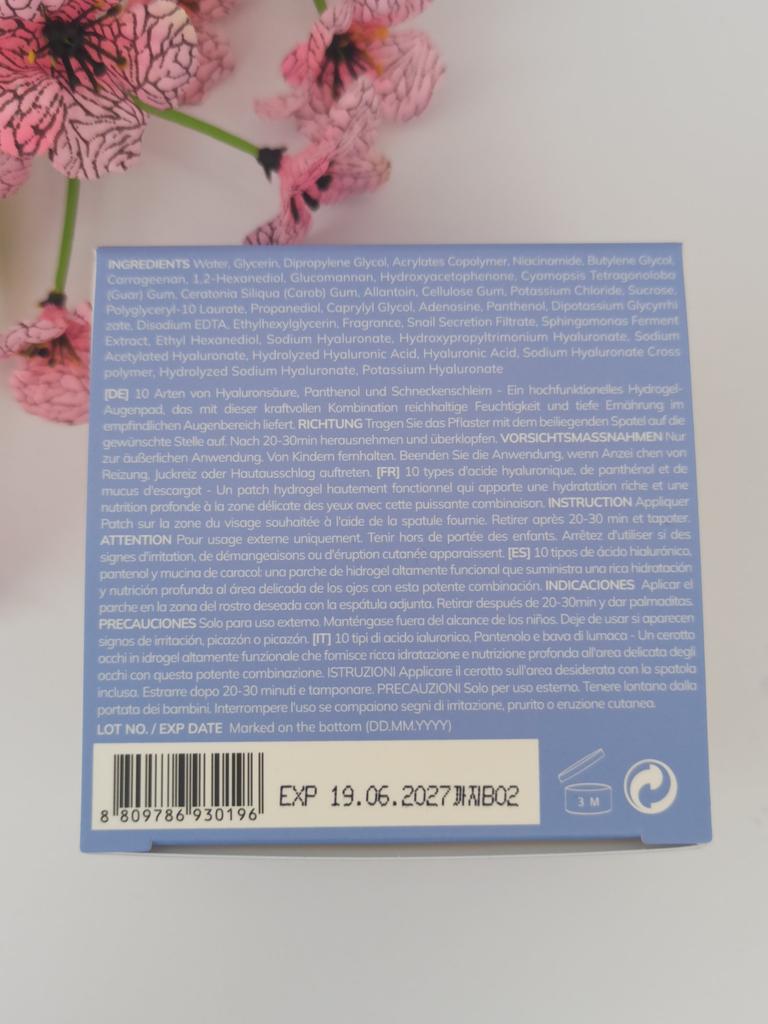 INGREDIENTS Water, Glycerin, Dipropylene Glycol, Acrylates Copolymer, Niacinomide, Butylene Glycol,
Carrageenan, 1,2-Hexanediol, Glucomannan, Hydroxyacetophenone, Cyamopsis Tetragonoloba
(Guar) Gum, Ceratonia Siliqua (Carob) Gum, Allantoin, Cellulose Gum, Potassium Chloride, Sucrose,
Polyglyceryl-10 Laurate, Propanediol, Caprylyl Glycol, Adenosine, Panthenol, Dipotassium Glycyrrhi
zate, Disodium EDTA, Ethylhexylglycerin, Fragrance, Snail Secretion Filtrate, Sphingomonas Ferment
Extract, Ethyl Hexanediol, Sodium Hyaluronate, Hydroxypropyltrimonium Hyaluronate, Sodium
Acetylated Hyaluronate, Hydrolyzed Hyaluronic Acid, Hyaluronic Acid, Sodium Hyaluronate Cross
polymer, Hydrolyzed Sodium Hyaluronate, Potassium Hyaluronate
[DE] 10 Arten von Hyaluronsäure, Panthenol und Schneckenschleim - Ein hochfunktionelles Hydrogel-
Augenpad, das mit dieser kraftvollen Kombination reichhaltige Feuchtigkeit und tiefe Ernährung im
empfindlichen Augenbereich liefert. RICHTUNG Tragen Sie das Pflaster mit dem beiliegenden Spatel auf die
gewünschte Stelle auf. Nach 20-30min herausnehmen und überklopfen. VORSICHTSMASSNAHMEN Nur
zur äußerlichen Anwendung. Von Kindern fernhalten. Beenden Sie die Anwendung, wenn Anzei chen von
Reizung, Juckreiz oder Hautausschlag auftreten. [FR] 10 types d'acide hyaluronique, de panthénol et de
mucus d'escargot - Un patch hydrogel hautement fonctionnel qui apporte une hydratation riche et une
nutrition profonde à la zone délicate des yeux avec cette puissante combinaison. INSTRUCTION Appliquer
Patch sur la zone du visage souhaitée à l'aide de la spatule fournie. Retirer après 20-30 min et tapoter.
ATTENTION Pour usage externe uniquement. Tenir hors de portée des enfants. Arrêtez d'utiliser si des
signes d'irritation, de démangeaisons ou d'éruption cutanée apparaissent. [ES] 10 tipos de ácido hialurónico,
pantenol y mucina de caracol: una parche de hidrogel altamente funcional que suministra una rica hidratación
y nutrición profunda al área delicada de los ojos con esta potente combinación. INDICACIONES Aplicar el
parche en la zona del rostro deseada con la espátula adjunta. Retirar después de 20-30min y dar palmaditas.
PRECAUCIONES Solo para uso externo. Manténgase fuera del alcance de los niños. Deje de usar si aparecen
signos de irritación, picazón o picazón. [IT] 10 tipi di acido ialuronico, Pantenolo e bava di lumaca - Un cerotto
occhi in idrogel altamente funzionale che fornisce ricca idratazione e nutrizione profonda all'area delicata degli
occhi con questa potente combinazione. ISTRUZIONI Applicare il cerotto sull'area desiderata con la spatola
inclusa. Estrarre dopo 20-30 minuti e tamponare. PRECAUZIONI Solo per uso esterno. Tenere lontano dalla
portata dei bambini. Interrompere l'uso se compaiono segni di irritazione, prurito o eruzione cutanea.
LOT NO. / EXP DATE Marked on the bottom (DD.MM.YYYY)
EXP 19.06.2027까지B02
8 809786 930196
3 M